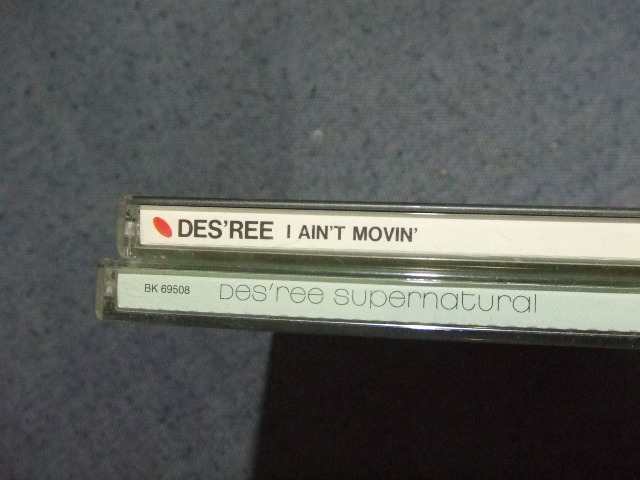 DES'REE I AIN'T MOVIN'
BK 69508 Des'ree supernatural